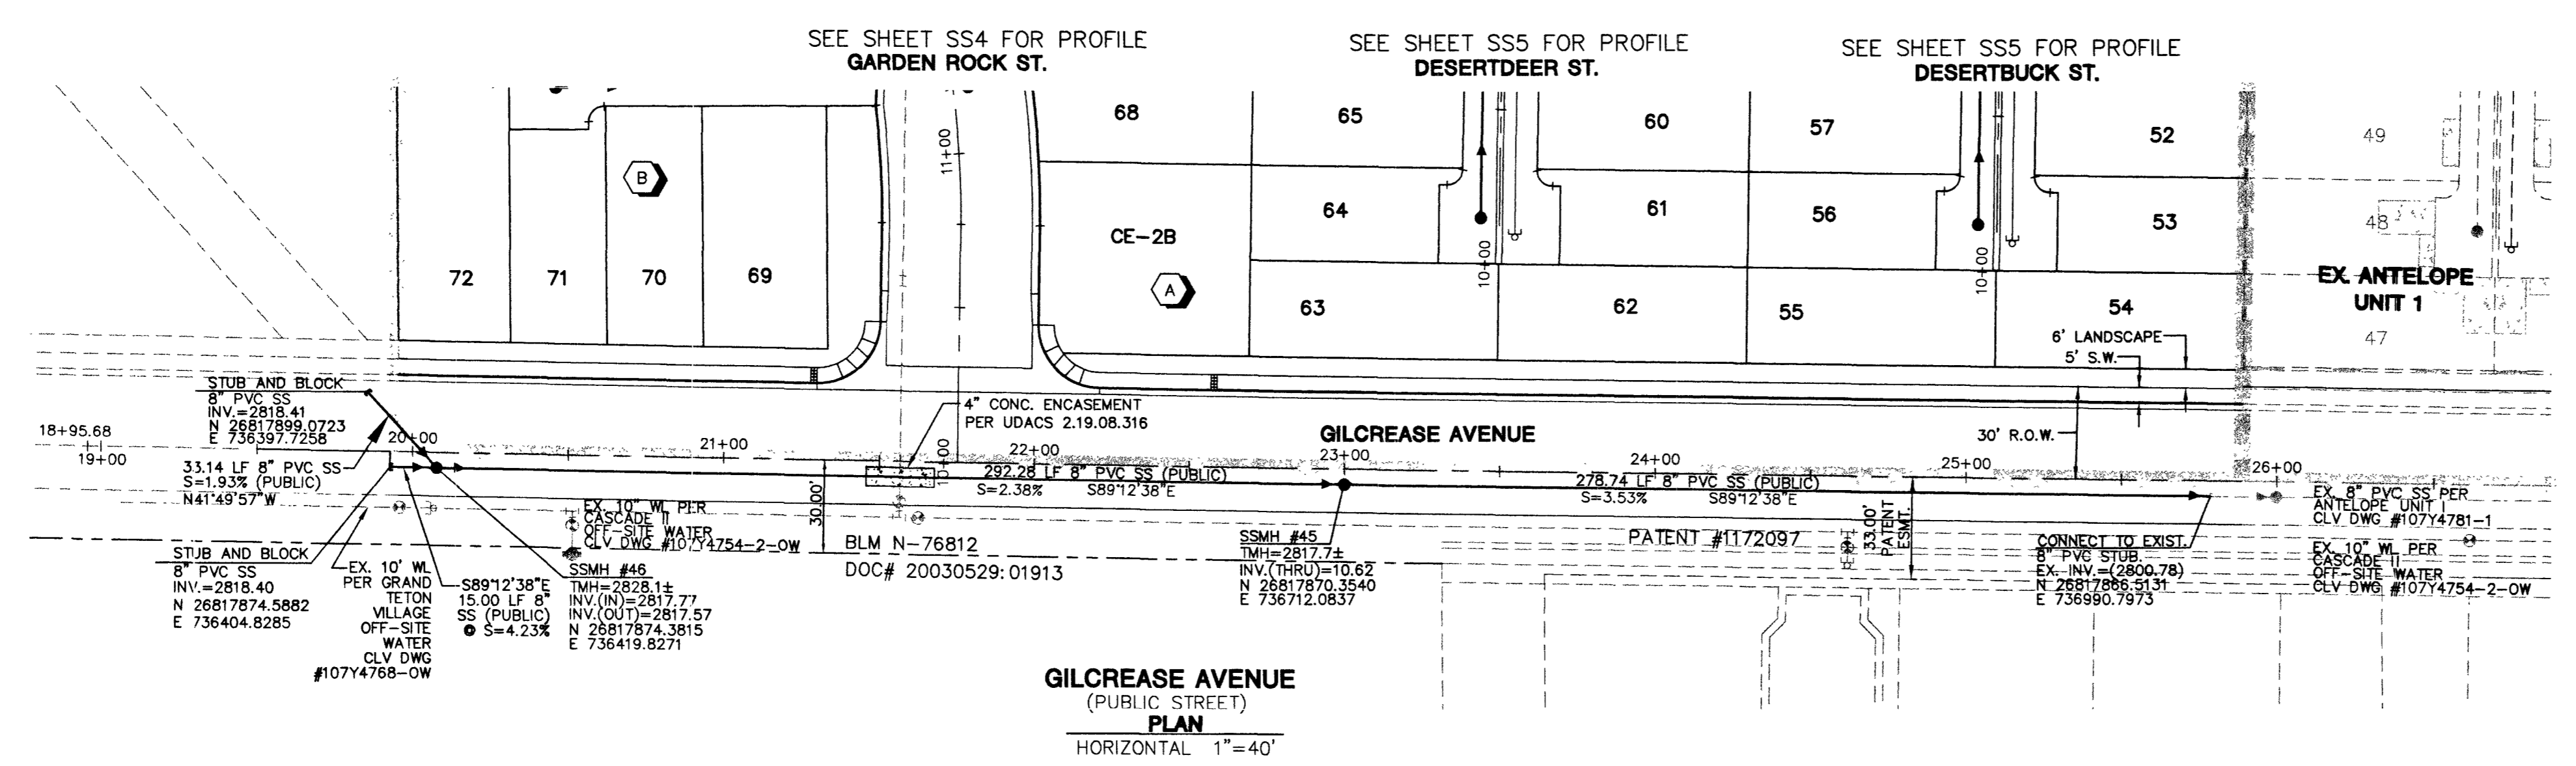 SEE SHEET SS4 FOR PROFILE
GARDEN ROCK ST.
SEE SHEET SS5 FOR PROFILE
DESERTDEER ST.
SEE SHEET SS5 FOR PROFILE
DESERTBUCK ST.
72
71
70
69
B
11+00
68
CE-2B
A
65
64
63
10+00
60
61
62
57
56
55
10+00
52
53
54
49
48
47
EX. ANTELOPE
UNIT 1
6' LANDSCAPE
5' S.W.
30' R.O.W.
STUB AND BLOCK
8" PVC SS
INV.=2818.41
N 26817899.0723
E 736397.7258
18+95.68
19+00
20+00
21+00
22+00
23+00
24+00
25+00
26+00
10+00
33.14 LF 8" PVC SS
S=1.93% (PUBLIC)
N41°49'57"W
4" CONC. ENCASEMENT
PER UDACS 2.19.08.316
GILCREASE AVENUE
292.28 LF 8" PVC SS (PUBLIC)
S=2.38% S89°12'38"E
278.74 LF 8" PVC SS (PUBLIC)
S=3.53% S89°12'38"E
30.00'
33.00'
PATENT
ESMT.
EX. 10" WL PER
CASCADE II
OFF-SITE WATER
CLV DWG #107Y4754-2-OW
BLM N-76812
DOC# 20030529:01913
PATENT #1172097
STUB AND BLOCK
8" PVC SS
INV.=2818.40
N 26817874.5882
E 736404.8285
EX. 10' WL
PER GRAND
TETON
VILLAGE
OFF-SITE
WATER
CLV DWG
#107Y4768-OW
S89°12'38"E
15.00 LF 8"
SS (PUBLIC)
@ S=4.23%
SSMH #46
TMH=2828.1±
INV.(IN)=2817.77
INV.(OUT)=2817.57
N 26817874.3815
E 736419.8271
SSMH #45
TMH=2817.7±
INV.(THRU)=10.62
N 26817870.3540
E 736712.0837
CONNECT TO EXIST.
8" PVC STUB.
EX. INV.=(2800.78)
N 26817866.5131
E 736990.7973
EX. 8" PVC SS PER
ANTELOPE UNIT I
CLV DWG #107Y4781-1
EX. 10" WL PER
CASCADE II
OFF-SITE WATER
CLV DWG #107Y4754-2-OW
GILCREASE AVENUE
(PUBLIC STREET)
PLAN
HORIZONTAL 1"=40'